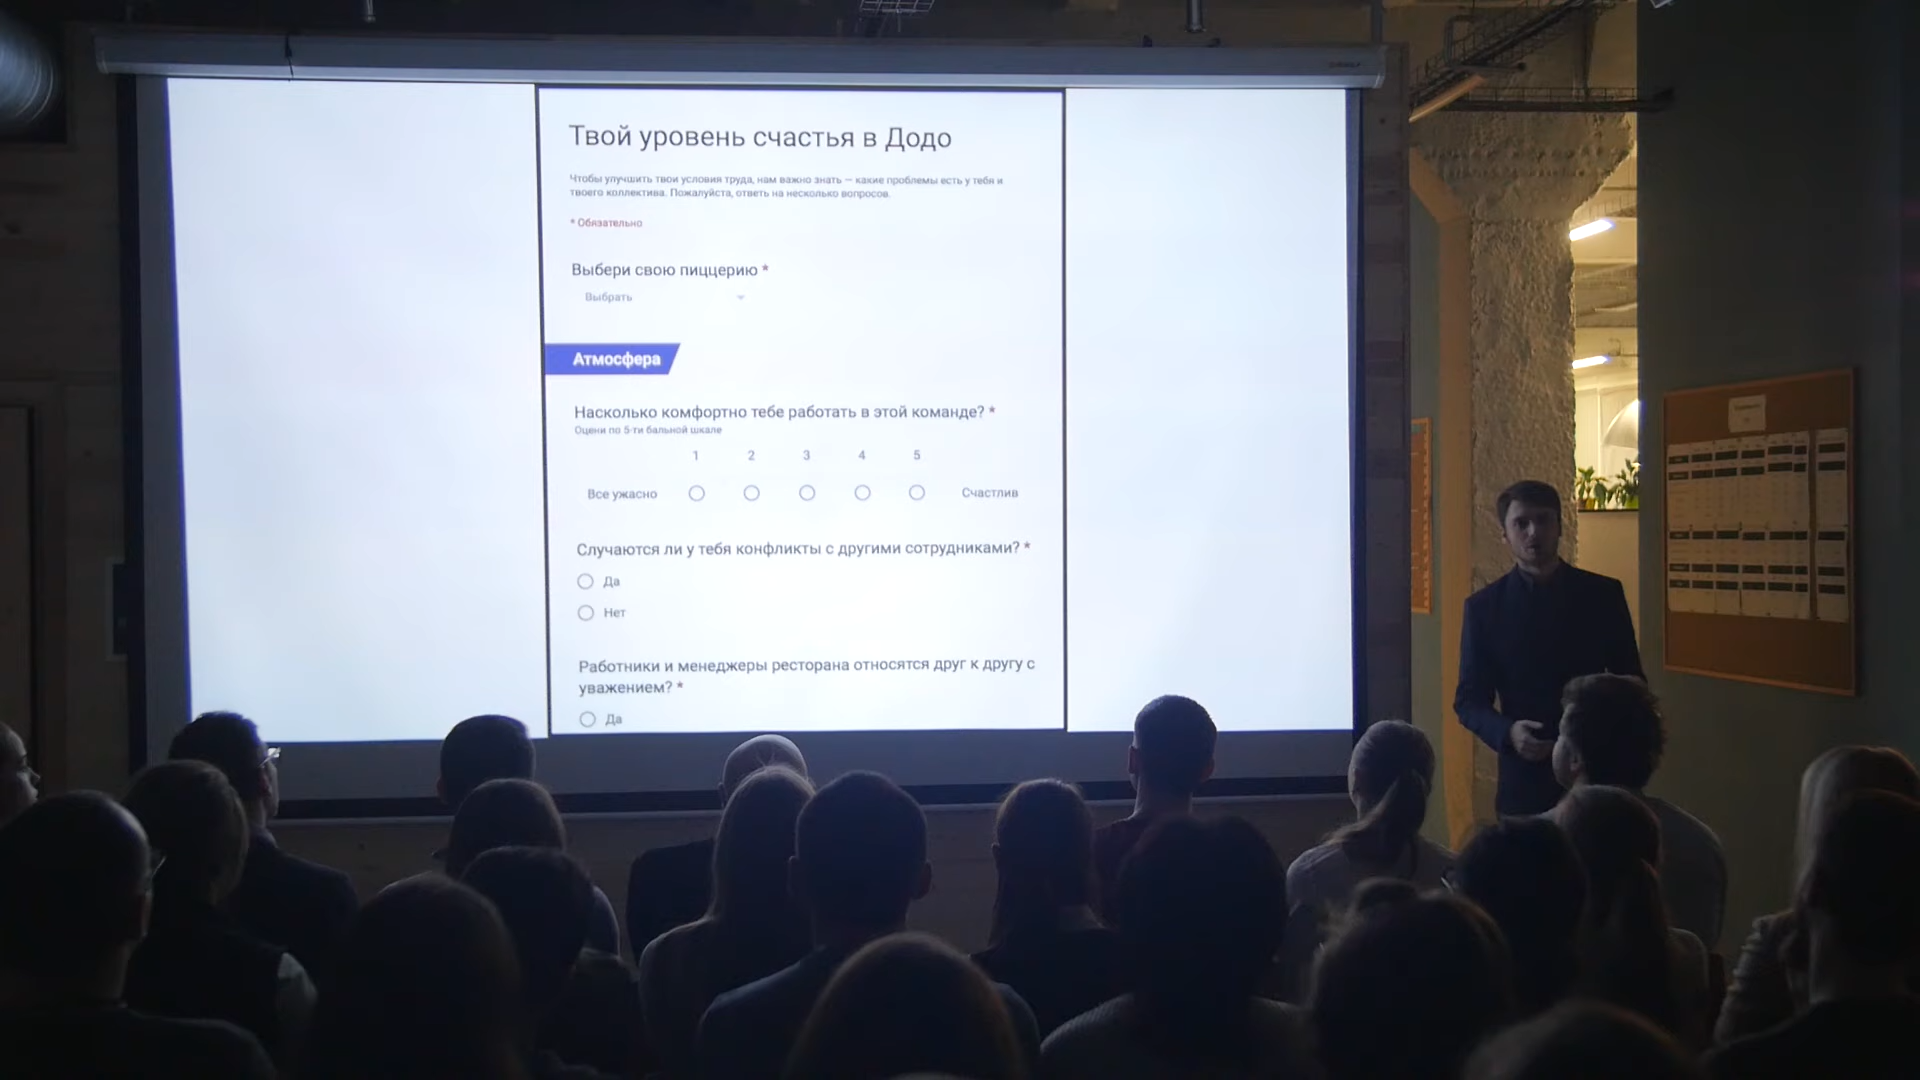 Твой уровень счастья в Додо
Чтобы улучшить твои условия труда, нам важно знать — какие проблемы есть у тебя и
твоего коллектива. Пожалуйста, ответь на несколько вопросов.
* Обязательно
Выбери свою пиццерию *
Выбрать
Атмосфера
Насколько комфортно тебе работать в этой команде? *
Оцени по 5-ти бальной шкале
1 2 3 4 5
Все ужасно Счастлив
Случаются ли у тебя конфликты с другими сотрудниками? *
Да
Нет
Работники и менеджеры ресторана относятся друг к другу с
уважением? *
Да